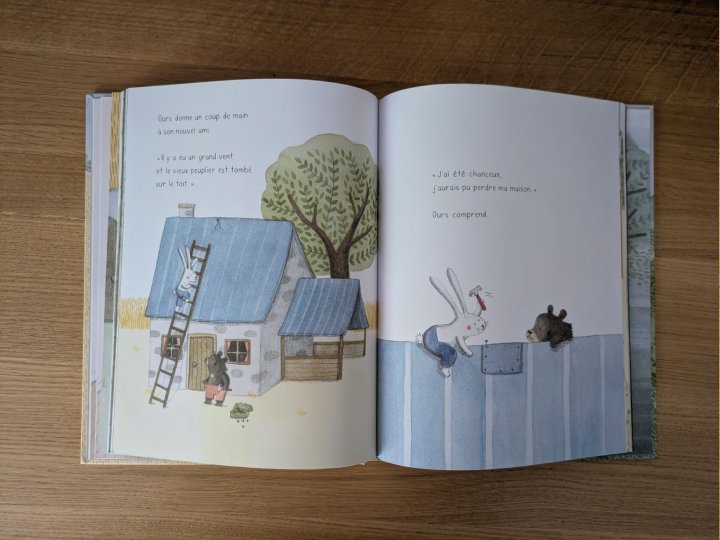 Ours donne un coup de main
à son nouvel ami.
« Il y a eu un grand vent
et le vieux peuplier est tombé
sur le toit. »
« J'ai été chanceux,
j'aurais pu perdre ma maison. »
Ours comprend.